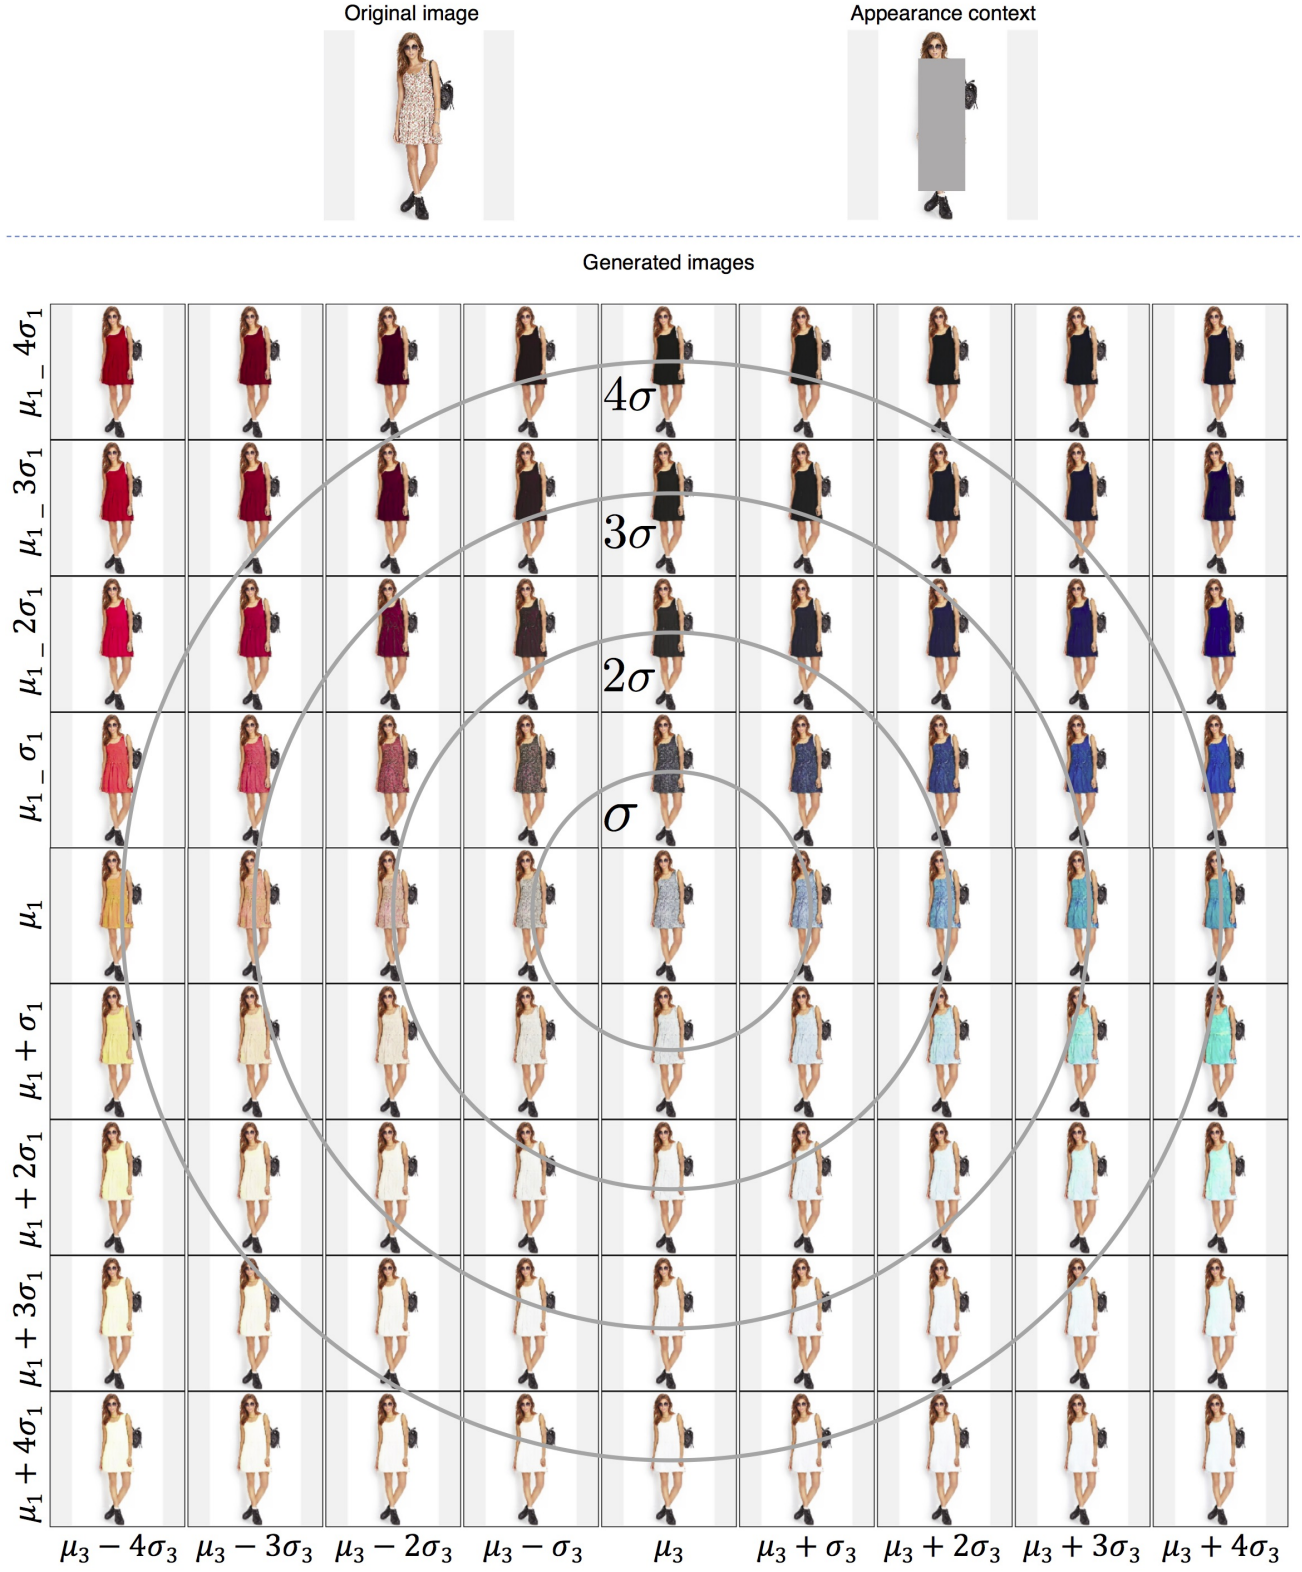 Original image
Appearance context
Generated images
μ₁ _ 4σ₁
4σ
μ₁ _ 3σ₁
3σ
μ₁ _ 2σ₁
2σ
μ₁ _ σ₁
σ
μ₁
μ₁ + σ₁
μ₁ + 2σ₁
μ₁ + 3σ₁
μ₁ + 4σ₁
μ₃ − 4σ₃ μ₃ − 3σ₃ μ₃ − 2σ₃ μ₃ − σ₃ μ₃ μ₃ + σ₃ μ₃ + 2σ₃ μ₃ + 3σ₃ μ₃ + 4σ₃